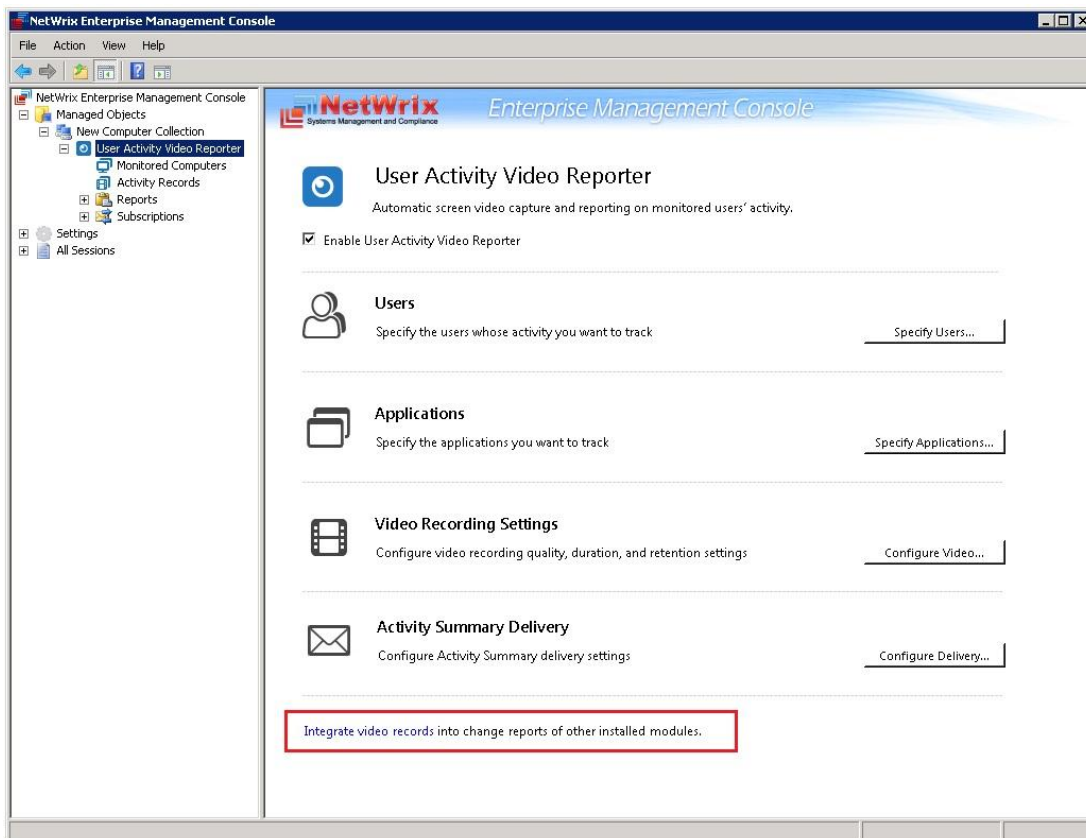 NetWrix Enterprise Management Console
File Action View Help
NetWrix Enterprise Management Console
Managed Objects
New Computer Collection
User Activity Video Reporter
Monitored Computers
Activity Records
Reports
Subscriptions
Settings
All Sessions
NetWrix
Systems Management and Compliance
Enterprise Management Console
User Activity Video Reporter
Automatic screen video capture and reporting on monitored users' activity.
Enable User Activity Video Reporter
Users
Specify the users whose activity you want to track
Specify Users...
Applications
Specify the applications you want to track
Specify Applications...
Video Recording Settings
Configure video recording quality, duration, and retention settings
Configure Video...
Activity Summary Delivery
Configure Activity Summary delivery settings
Configure Delivery...
Integrate video records into change reports of other installed modules.